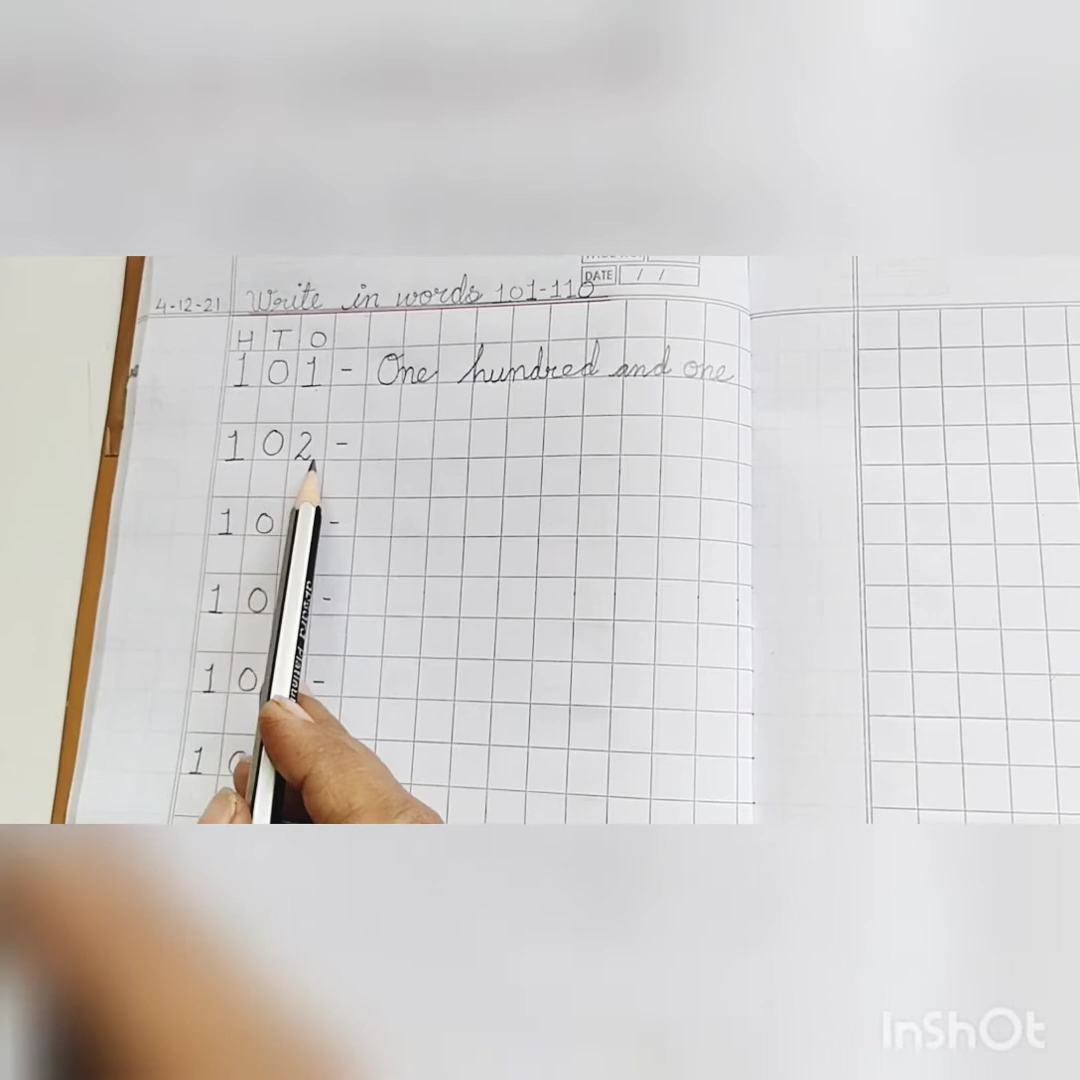 DATE / /
4-12-21 Write in words 101-110
H T O
101 - One hundred and one
102 -
10 -
10 -
10 -
1
InShOt